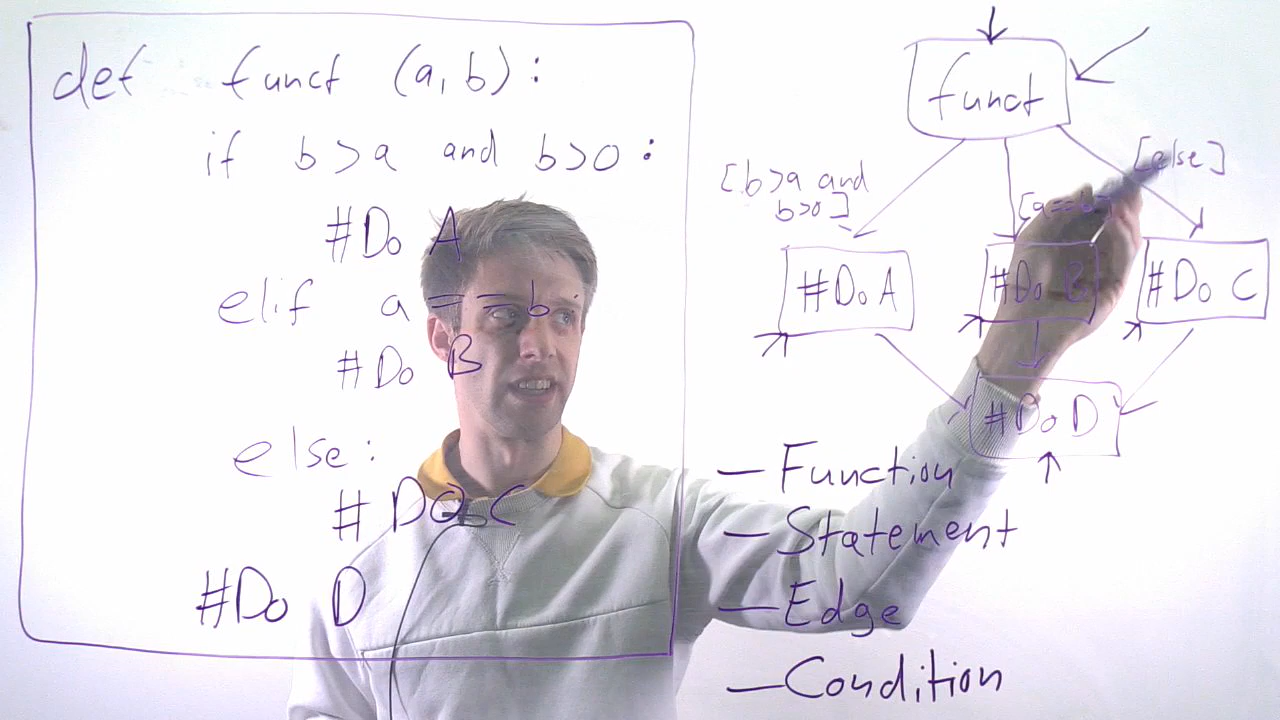 def funct (a,b):
if b>a and b>0:
#Do A
elif a==b:
#Do B
else:
#Do C
#Do D
funct
[b>a and
b>0]
[a==b]
[else]
#Do A
#Do B
#Do C
#Do D
—Function
—Statement
—Edge
—Condition